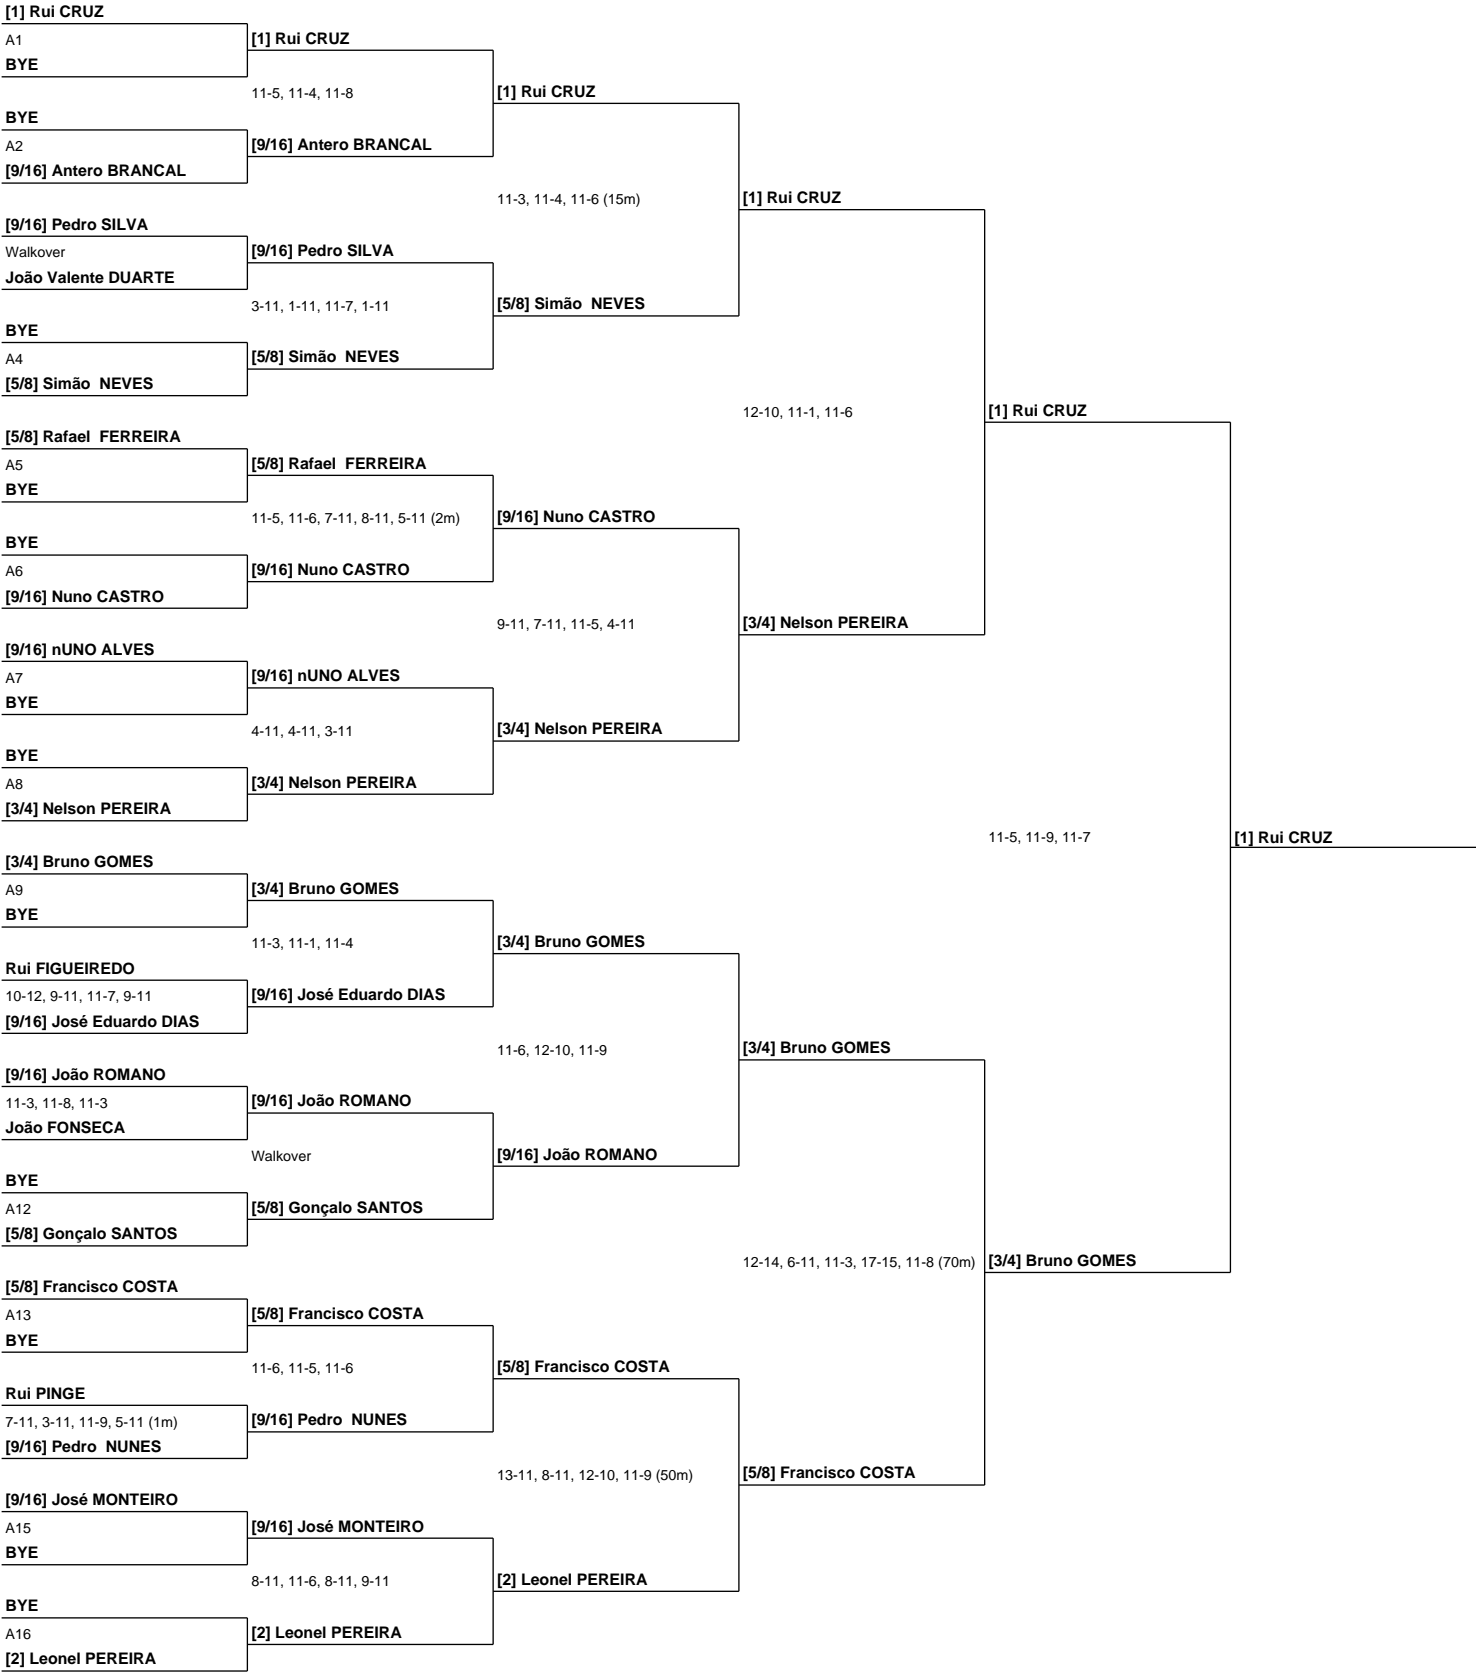 [1] Rui CRUZ
A1
BYE
BYE
A2
[9/16] Antero BRANCAL
[9/16] Pedro SILVA
Walkover
João Valente DUARTE
BYE
A4
[5/8] Simão  NEVES
[5/8] Rafael  FERREIRA
A5
BYE
BYE
A6
[9/16] Nuno CASTRO
[9/16] nUNO ALVES
A7
BYE
BYE
A8
[3/4] Nelson PEREIRA
[3/4] Bruno GOMES
A9
BYE
Rui FIGUEIREDO
10-12, 9-11, 11-7, 9-11
[9/16] José Eduardo DIAS
[9/16] João ROMANO
11-3, 11-8, 11-3
João FONSECA
BYE
A12
[5/8] Gonçalo SANTOS
[5/8] Francisco COSTA
A13
BYE
Rui PINGE
7-11, 3-11, 11-9, 5-11 (1m)
[9/16] Pedro  NUNES
[9/16] José MONTEIRO
A15
BYE
BYE
A16
[2] Leonel PEREIRA
[1] Rui CRUZ
11-5, 11-4, 11-8
[9/16] Antero BRANCAL
[9/16] Pedro SILVA
3-11, 1-11, 11-7, 1-11
[5/8] Simão  NEVES
[5/8] Rafael  FERREIRA
11-5, 11-6, 7-11, 8-11, 5-11 (2m)
[9/16] Nuno CASTRO
[9/16] nUNO ALVES
4-11, 4-11, 3-11
[3/4] Nelson PEREIRA
[3/4] Bruno GOMES
11-3, 11-1, 11-4
[9/16] José Eduardo DIAS
[9/16] João ROMANO
Walkover
[5/8] Gonçalo SANTOS
[5/8] Francisco COSTA
11-6, 11-5, 11-6
[9/16] Pedro  NUNES
[9/16] José MONTEIRO
8-11, 11-6, 8-11, 9-11
[2] Leonel PEREIRA
[1] Rui CRUZ
11-3, 11-4, 11-6 (15m)
[5/8] Simão  NEVES
[9/16] Nuno CASTRO
9-11, 7-11, 11-5, 4-11
[3/4] Nelson PEREIRA
[3/4] Bruno GOMES
11-6, 12-10, 11-9
[9/16] João ROMANO
[5/8] Francisco COSTA
13-11, 8-11, 12-10, 11-9 (50m)
[2] Leonel PEREIRA
[1] Rui CRUZ
12-10, 11-1, 11-6
[3/4] Nelson PEREIRA
[3/4] Bruno GOMES
12-14, 6-11, 11-3, 17-15, 11-8 (70m)
[5/8] Francisco COSTA
[1] Rui CRUZ
11-5, 11-9, 11-7
[3/4] Bruno GOMES
[1] Rui CRUZ